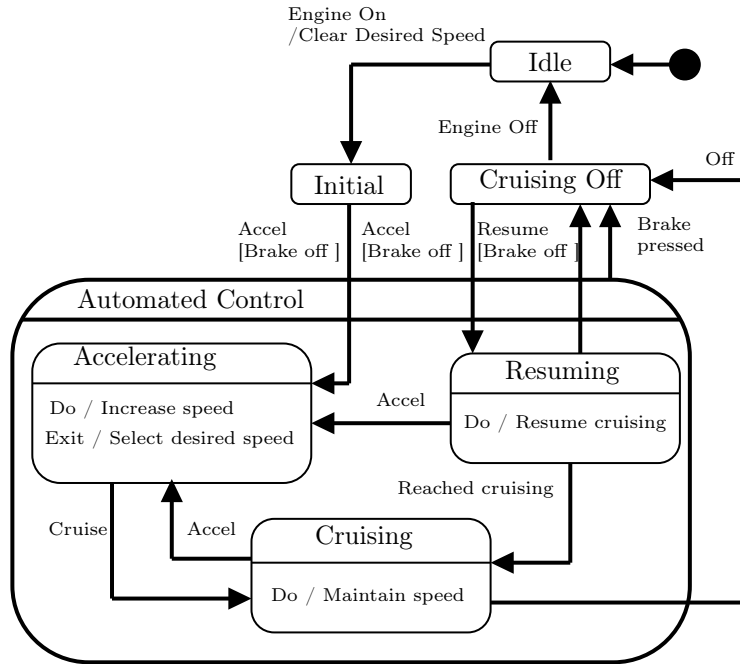 Engine On
/Clear Desired Speed
Idle
Engine Off
Off
Initial
Cruising Off
Accel
[Brake off ]
Accel
[Brake off ]
Resume
[Brake off ]
Brake
pressed
Automated Control
Accelerating
Do / Increase speed
Exit / Select desired speed
Accel
Resuming
Do / Resume cruising
Reached cruising
Cruise
Accel
Cruising
Do / Maintain speed